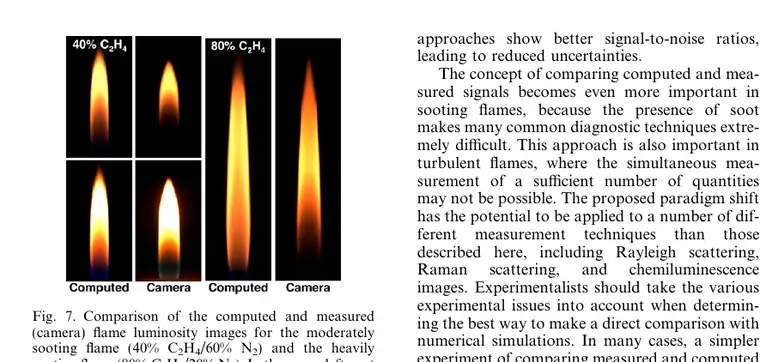 40% C₂H₄
80% C₂H₄
Computed Camera Computed Camera
Fig. 7. Comparison of the computed and measured
(camera) flame luminosity images for the moderately
sooting flame (40% C₂H₄/60% N₂) and the heavily
approaches show better signal-to-noise ratios,
leading to reduced uncertainties.
The concept of comparing computed and mea-
sured signals becomes even more important in
sooting flames, because the presence of soot
makes many common diagnostic techniques extre-
mely difficult. This approach is also important in
turbulent flames, where the simultaneous mea-
surement of a sufficient number of quantities
may not be possible. The proposed paradigm shift
has the potential to be applied to a number of dif-
ferent measurement techniques than those
described here, including Rayleigh scattering,
Raman scattering, and chemiluminescence
images. Experimentalists should take the various
experimental issues into account when determin-
ing the best way to make a direct comparison with
numerical simulations. In many cases, a simpler
experiment of comparing measured and computed